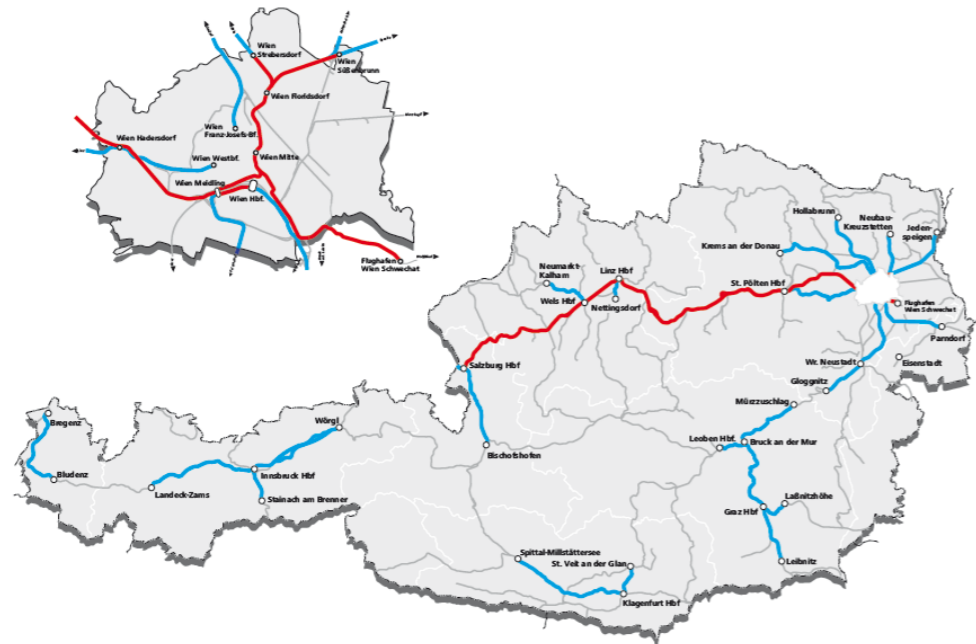 Wien
Strebersdorf
Wien
Süßenbrunn
Wien Floridsdorf
Wien
Franz-Josefs-Bf.
Wien Hadersdorf
Wien Westbf.
Wien Mitte
Wien Meidling
Wien Hbf.
Flughafen
Wien Schwechat
Hollabrunn
Neubau-
Kreuzstetten
Jeden-
speigen
Krems an der Donau
Neumarkt-
Kalham
Linz Hbf
St. Pölten Hbf
Wels Hbf
Nettingsdorf
Flughafen
Wien Schwechat
Parndorf
Wr. Neustadt
Eisenstadt
Salzburg Hbf
Gloggnitz
Mürzzuschlag
Bregenz
Wörgl
Leoben Hbf.
Bruck an der Mur
Bischofshofen
Bludenz
Innsbruck Hbf
Landeck-Zams
Stainach am Brenner
Laßnitzhöhe
Graz Hbf
Spittal-Millstättersee
St. Veit an der Glan
Leibnitz
Klagenfurt Hbf